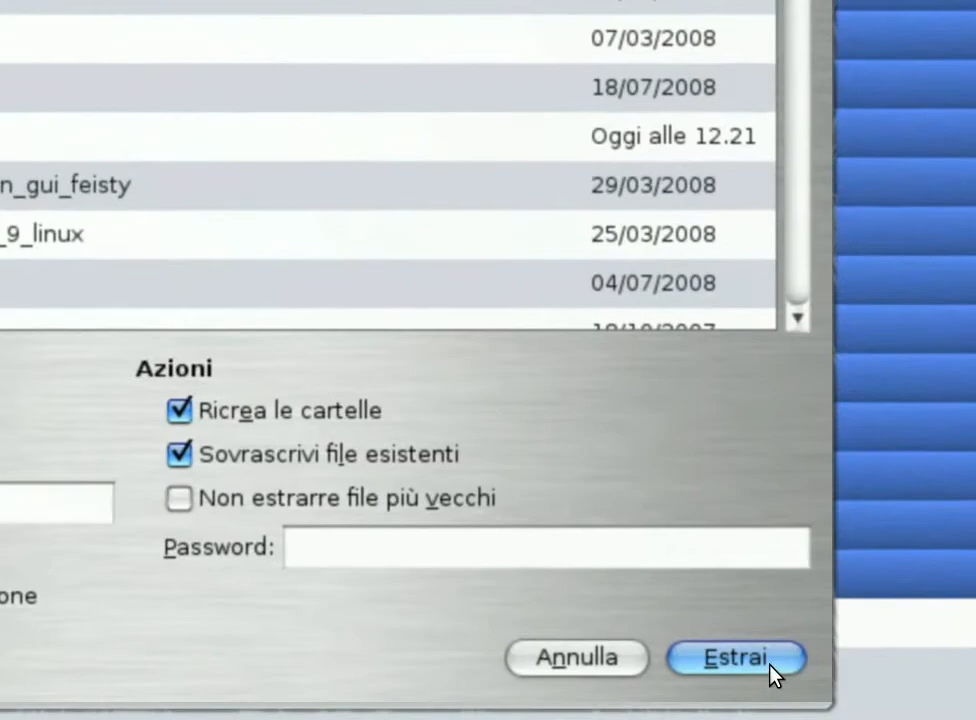 07/03/2008
18/07/2008
Oggi alle 12.21
n_gui_feisty 29/03/2008
_9_linux 25/03/2008
04/07/2008
Azioni
Ricrea le cartelle
Sovrascrivi file esistenti
Non estrarre file più vecchi
Password:
one
Annulla Estrai